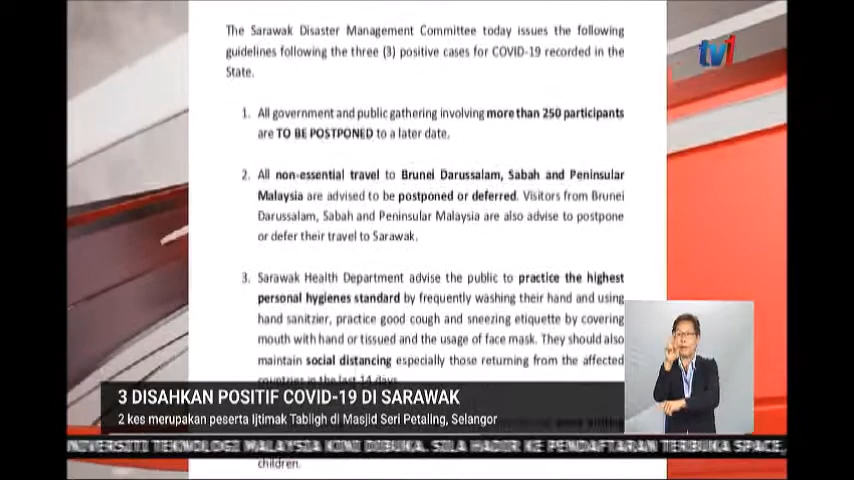 The Sarawak Disaster Management Committee today issues the following
guidelines following the three (3) positive cases for COVID-19 recorded in the
State.
1. All government and public gathering involving more than 250 participants
are TO BE POSTPONED to a later date.
2. All non-essential travel to Brunei Darussalam, Sabah and Peninsular
Malaysia are advised to be postponed or deferred. Visitors from Brunei
Darussalam, Sabah and Peninsular Malaysia are also advise to postpone
or defer their travel to Sarawak.
3. Sarawak Health Department advise the public to practice the highest
personal hygienes standard by frequently washing their hand and using
hand sanitzier, practice good cough and sneezing etiquette by covering
mouth with hand or tissued and the usage of face mask. They should also
maintain social distancing especially those returning from the affected
countries in the last 14 days.
tv1
3 DISAHKAN POSITIF COVID-19 DI SARAWAK
2 kes merupakan peserta Ijtimak Tabligh di Masjid Seri Petaling, Selangor
TEKNOLOGI MALAYSIA KINI DIBUKA. SILA HADIR KE PENDAFTARAN TERBUKA SPACE,
children.